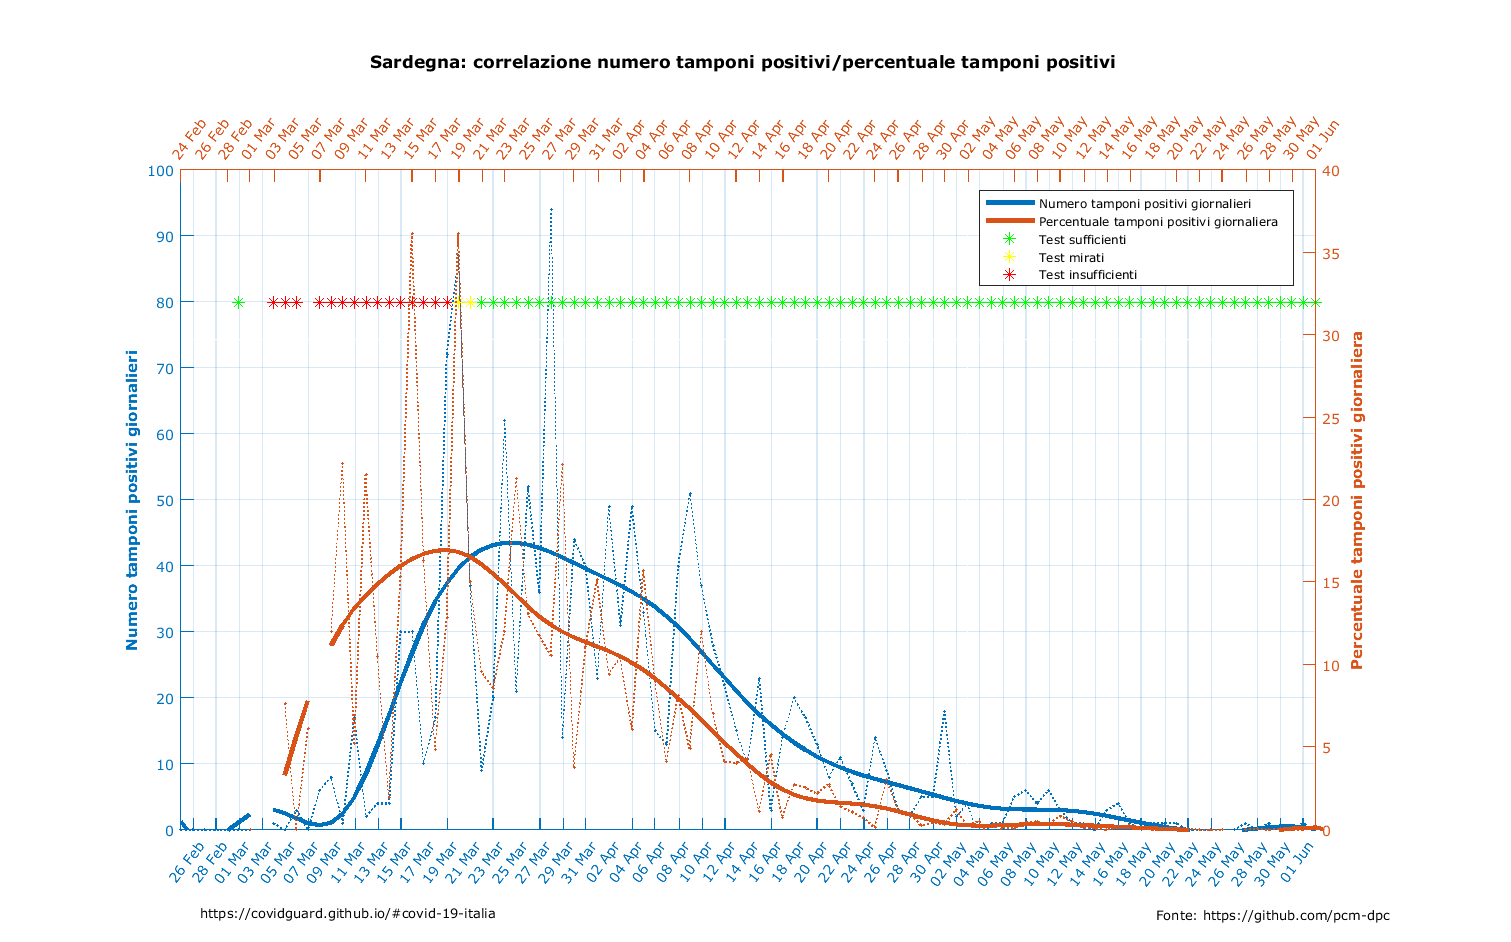 Sardegna: correlazione numero tamponi positivi/percentuale tamponi positivi
24 Feb 26 Feb 28 Feb 01 Mar 03 Mar 05 Mar 07 Mar 09 Mar 11 Mar 13 Mar 15 Mar 17 Mar 19 Mar 21 Mar 23 Mar 25 Mar 27 Mar 29 Mar 31 Mar 02 Apr 04 Apr 06 Apr 08 Apr 10 Apr 12 Apr 14 Apr 16 Apr 18 Apr 20 Apr 22 Apr 24 Apr 26 Apr 28 Apr 30 Apr 02 May 04 May 06 May 08 May 10 May 12 May 14 May 16 May 18 May 20 May 22 May 24 May 26 May 28 May 30 May 01 Jun
100
90
80
70
60
50
40
30
20
10
0
Numero tamponi positivi giornalieri
Numero tamponi positivi giornalieri
Percentuale tamponi positivi giornaliera
Test sufficienti
Test mirati
Test insufficienti
40
35
30
25
20
15
10
5
0
Percentuale tamponi positivi giornaliera
26 Feb 28 Feb 01 Mar 03 Mar 05 Mar 07 Mar 09 Mar 11 Mar 13 Mar 15 Mar 17 Mar 19 Mar 21 Mar 23 Mar 25 Mar 27 Mar 29 Mar 31 Mar 02 Apr 04 Apr 06 Apr 08 Apr 10 Apr 12 Apr 14 Apr 16 Apr 18 Apr 20 Apr 22 Apr 24 Apr 26 Apr 28 Apr 30 Apr 02 May 04 May 06 May 08 May 10 May 12 May 14 May 16 May 18 May 20 May 22 May 24 May 26 May 28 May 30 May 01 Jun
https://covidguard.github.io/#covid-19-italia
Fonte: https://github.com/pcm-dpc